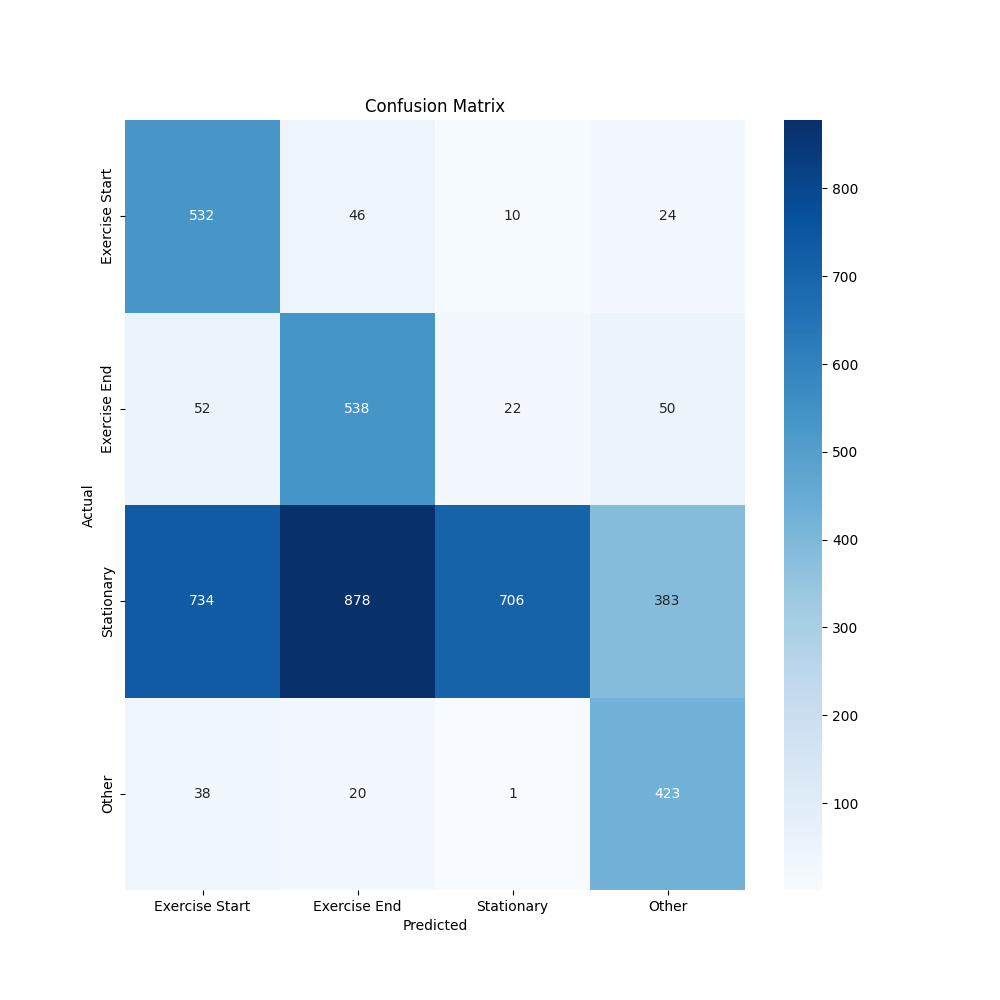 Confusion Matrix
Exercise Start
532 46 10 24
Exercise End
52 538 22 50
Stationary
734 878 706 383
Other
38 20 1 423
Actual
Exercise Start Exercise End Stationary Other
Predicted
800
700
600
500
400
300
200
100